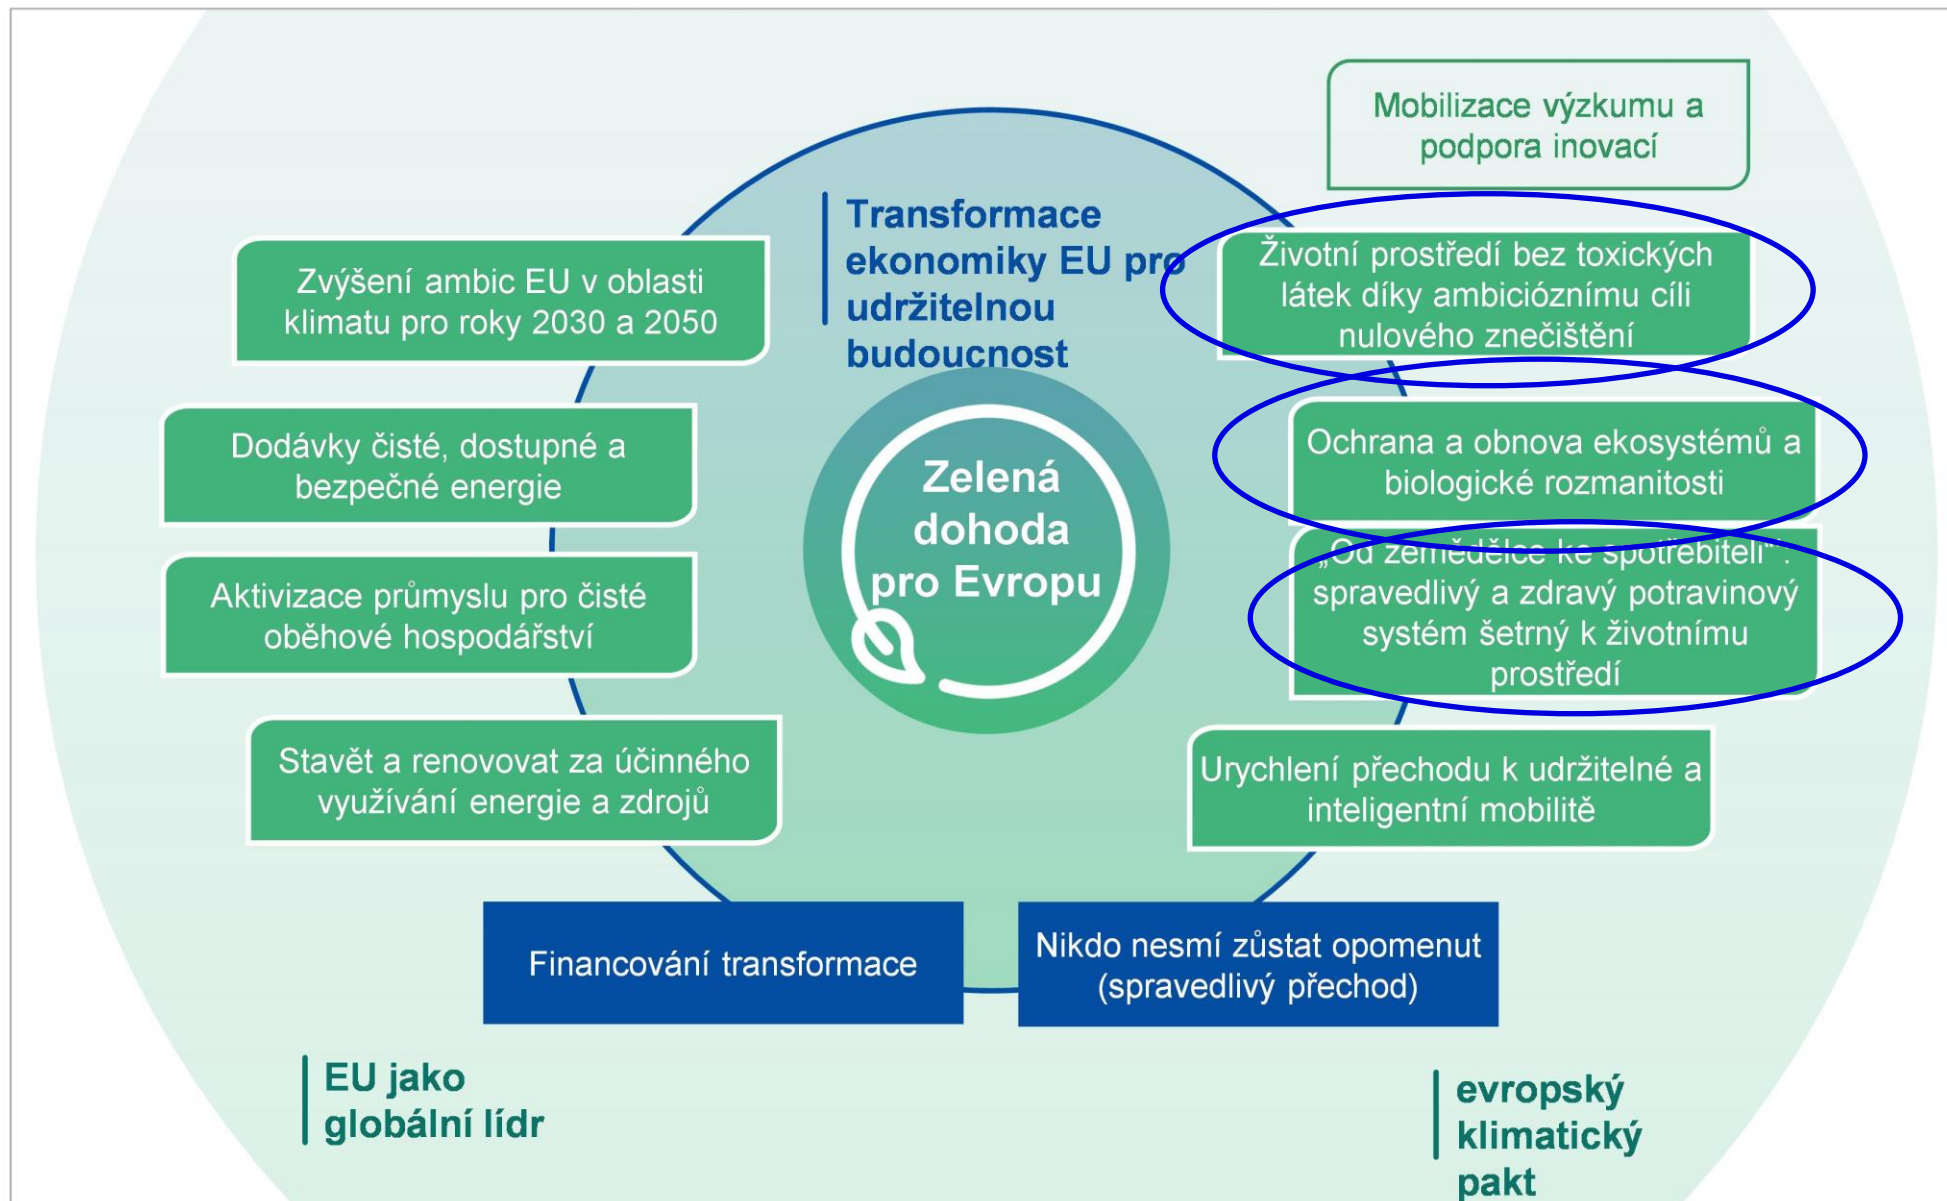 Mobilizace výzkumu a
podpora inovací
Transformace
ekonomiky EU pro
udržitelnou
budoucnost
Zvýšení ambic EU v oblasti
klimatu pro roky 2030 a 2050
Dodávky čisté, dostupné a
bezpečné energie
Aktivizace průmyslu pro čisté
oběhové hospodářství
Stavět a renovovat za účinného
využívání energie a zdrojů
Zelená
dohoda
pro Evropu
Životní prostředí bez toxických
látek díky ambicióznímu cíli
nulového znečištění
Ochrana a obnova ekosystémů a
biologické rozmanitosti
„Od zemědělce ke spotřebiteli“:
spravedlivý a zdravý potravinový
systém šetrný k životnímu
prostředí
Urychlení přechodu k udržitelné a
inteligentní mobilitě
Financování transformace
Nikdo nesmí zůstat opomenut
(spravedlivý přechod)
EU jako
globální lídr
evropský
klimatický
pakt